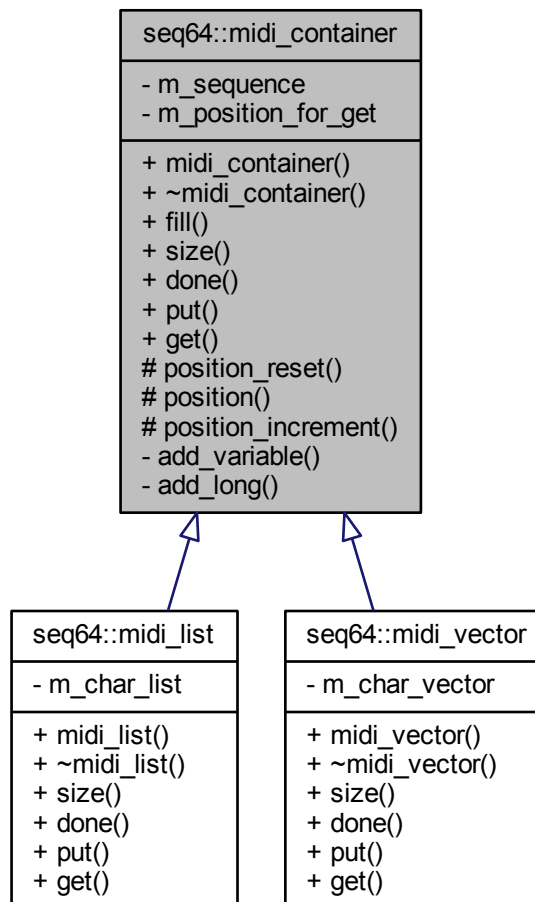 seq64::midi_container
- m_sequence
- m_position_for_get
+ midi_container()
+ ~midi_container()
+ fill()
+ size()
+ done()
+ put()
+ get()
# position_reset()
# position()
# position_increment()
- add_variable()
- add_long()
seq64::midi_list
- m_char_list
+ midi_list()
+ ~midi_list()
+ size()
+ done()
+ put()
+ get()
seq64::midi_vector
- m_char_vector
+ midi_vector()
+ ~midi_vector()
+ size()
+ done()
+ put()
+ get()